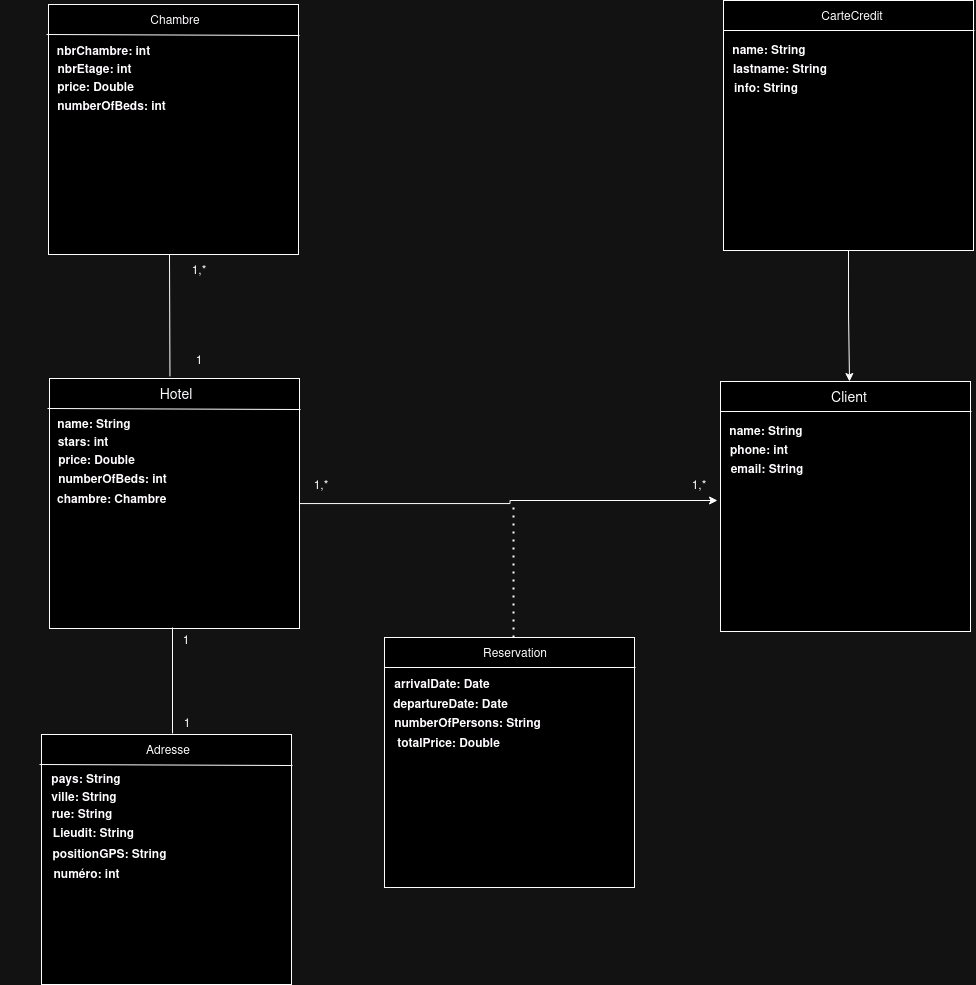 Chambre
nbrChambre: int
nbrEtage: int
price: Double
numberOfBeds: int
CarteCredit
name: String
lastname: String
info: String
1,*
1
Hotel
name: String
stars: int
price: Double
numberOfBeds: int
chambre: Chambre
1,*
1,*
Client
name: String
phone: int
email: String
1
1
Reservation
arrivalDate: Date
departureDate: Date
numberOfPersons: String
totalPrice: Double
Adresse
pays: String
ville: String
rue: String
Lieudit: String
positionGPS: String
numéro: int